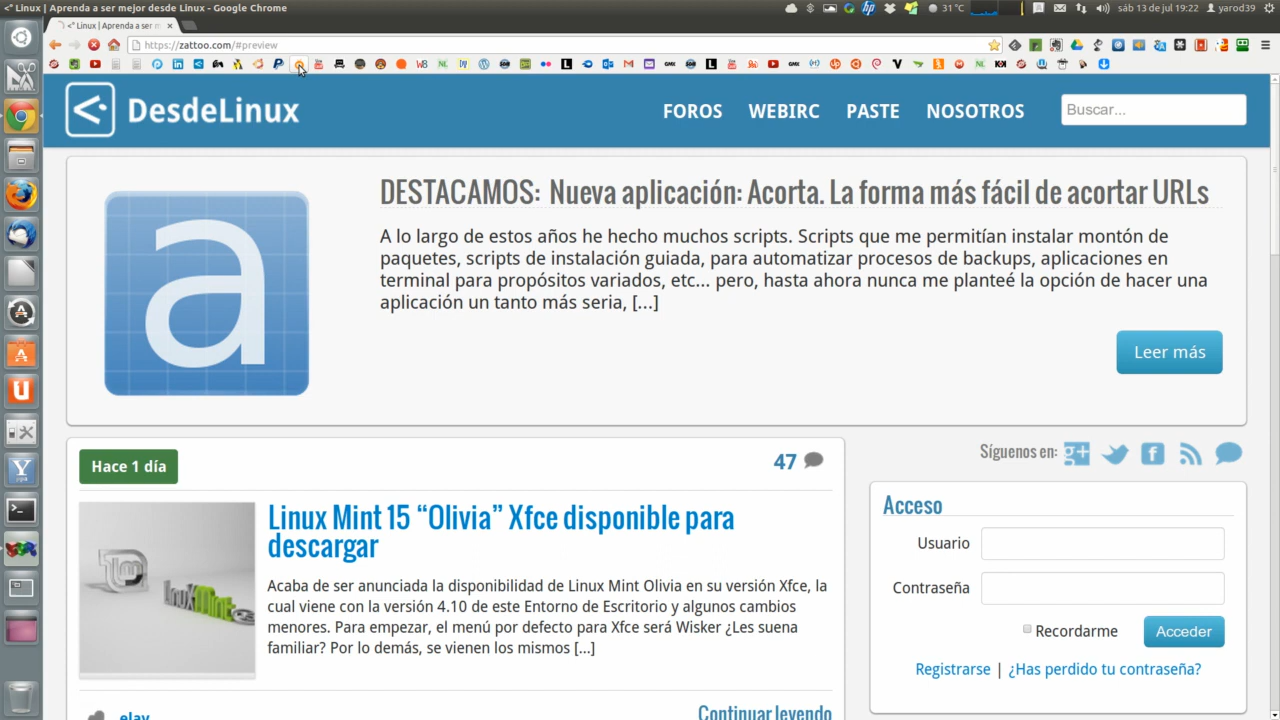 <" Linux | Aprenda a ser mejor desde Linux - Google Chrome
31 °C
sáb 13 de jul 19:22
yarod39
<" Linux | Aprenda a ser m
https://zattoo.com/#preview
DesdeLinux
FOROS
WEBIRC
PASTE
NOSOTROS
Buscar...
a
DESTACAMOS: Nueva aplicación: Acorta. La forma más fácil de acortar URLs
A lo largo de estos años he hecho muchos scripts. Scripts que me permitían instalar montón de
paquetes, scripts de instalación guiada, para automatizar procesos de backups, aplicaciones en
terminal para propósitos variados, etc... pero, hasta ahora nunca me planteé la opción de hacer una
aplicación un tanto más seria, [...]
Leer más
Hace 1 día
47
Síguenos en:
Linux Mint 15 “Olivia” Xfce disponible para
descargar
Acaba de ser anunciada la disponibilidad de Linux Mint Olivia en su versión Xfce, la
cual viene con la versión 4.10 de este Entorno de Escritorio y algunos cambios
menores. Para empezar, el menú por defecto para Xfce será Wisker ¿Les suena
familiar? Por lo demás, se vienen los mismos [...]
elav
Continuar leyendo
Acceso
Usuario
Contraseña
Recordarme
Acceder
Registrarse | ¿Has perdido tu contraseña?